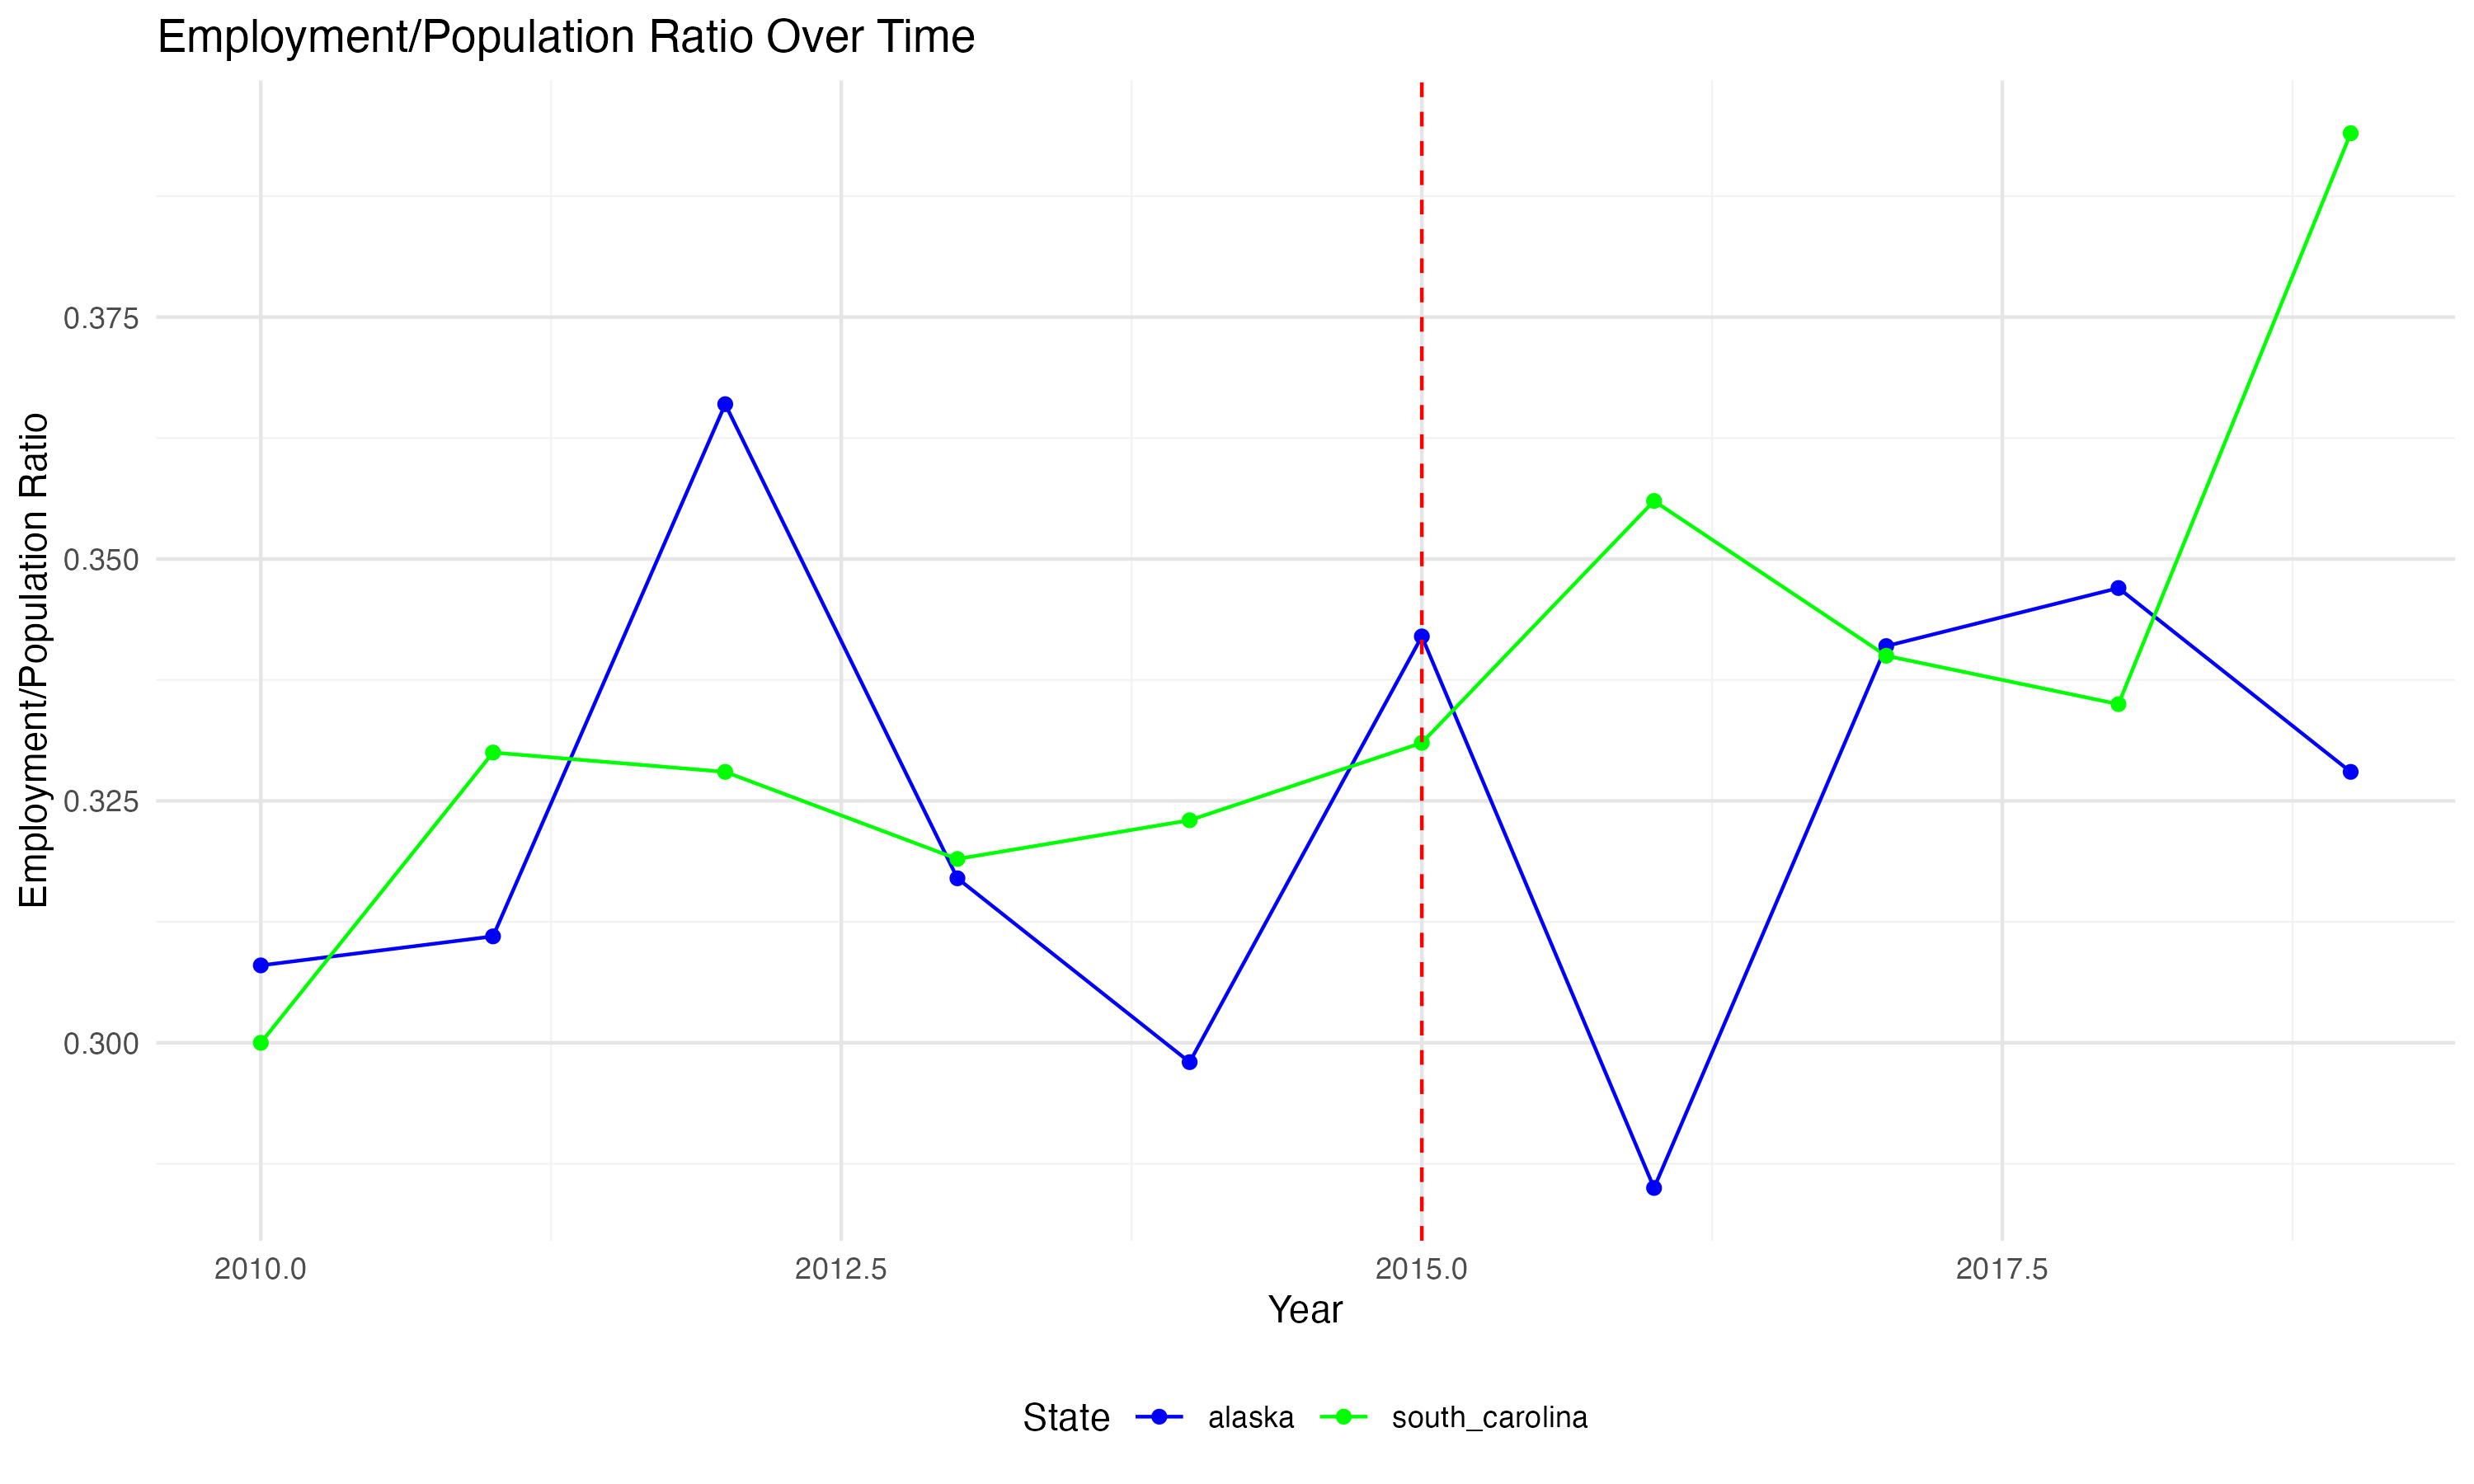 Employment/Population Ratio Over Time
Employment/Population Ratio
0.375
0.350
0.325
0.300
2010.0 2012.5 2015.0 2017.5
Year
State alaska south_carolina